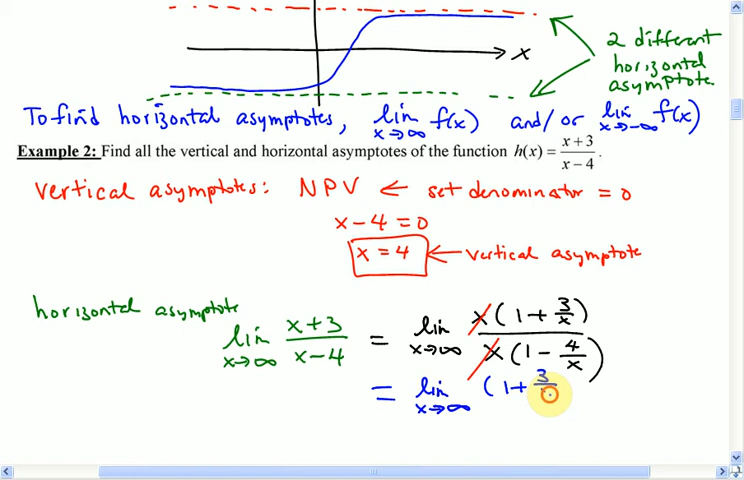 x
2 different
horizontal
asymptote.
To find horizontal asymptotes, lim x→∞ f(x) and/or lim x→-∞ f(x)
Example 2: Find all the vertical and horizontal asymptotes of the function h(x) = (x + 3)/(x − 4).
vertical asymptotes: NPV ← set denominator = 0
x − 4 = 0
x = 4 ← vertical asymptote
horizontal asymptote
lim x→∞ (x+3)/(x−4) = lim x→∞ x(1 + 3/x)/x(1 − 4/x)
= lim x→∞ (1 + 3/